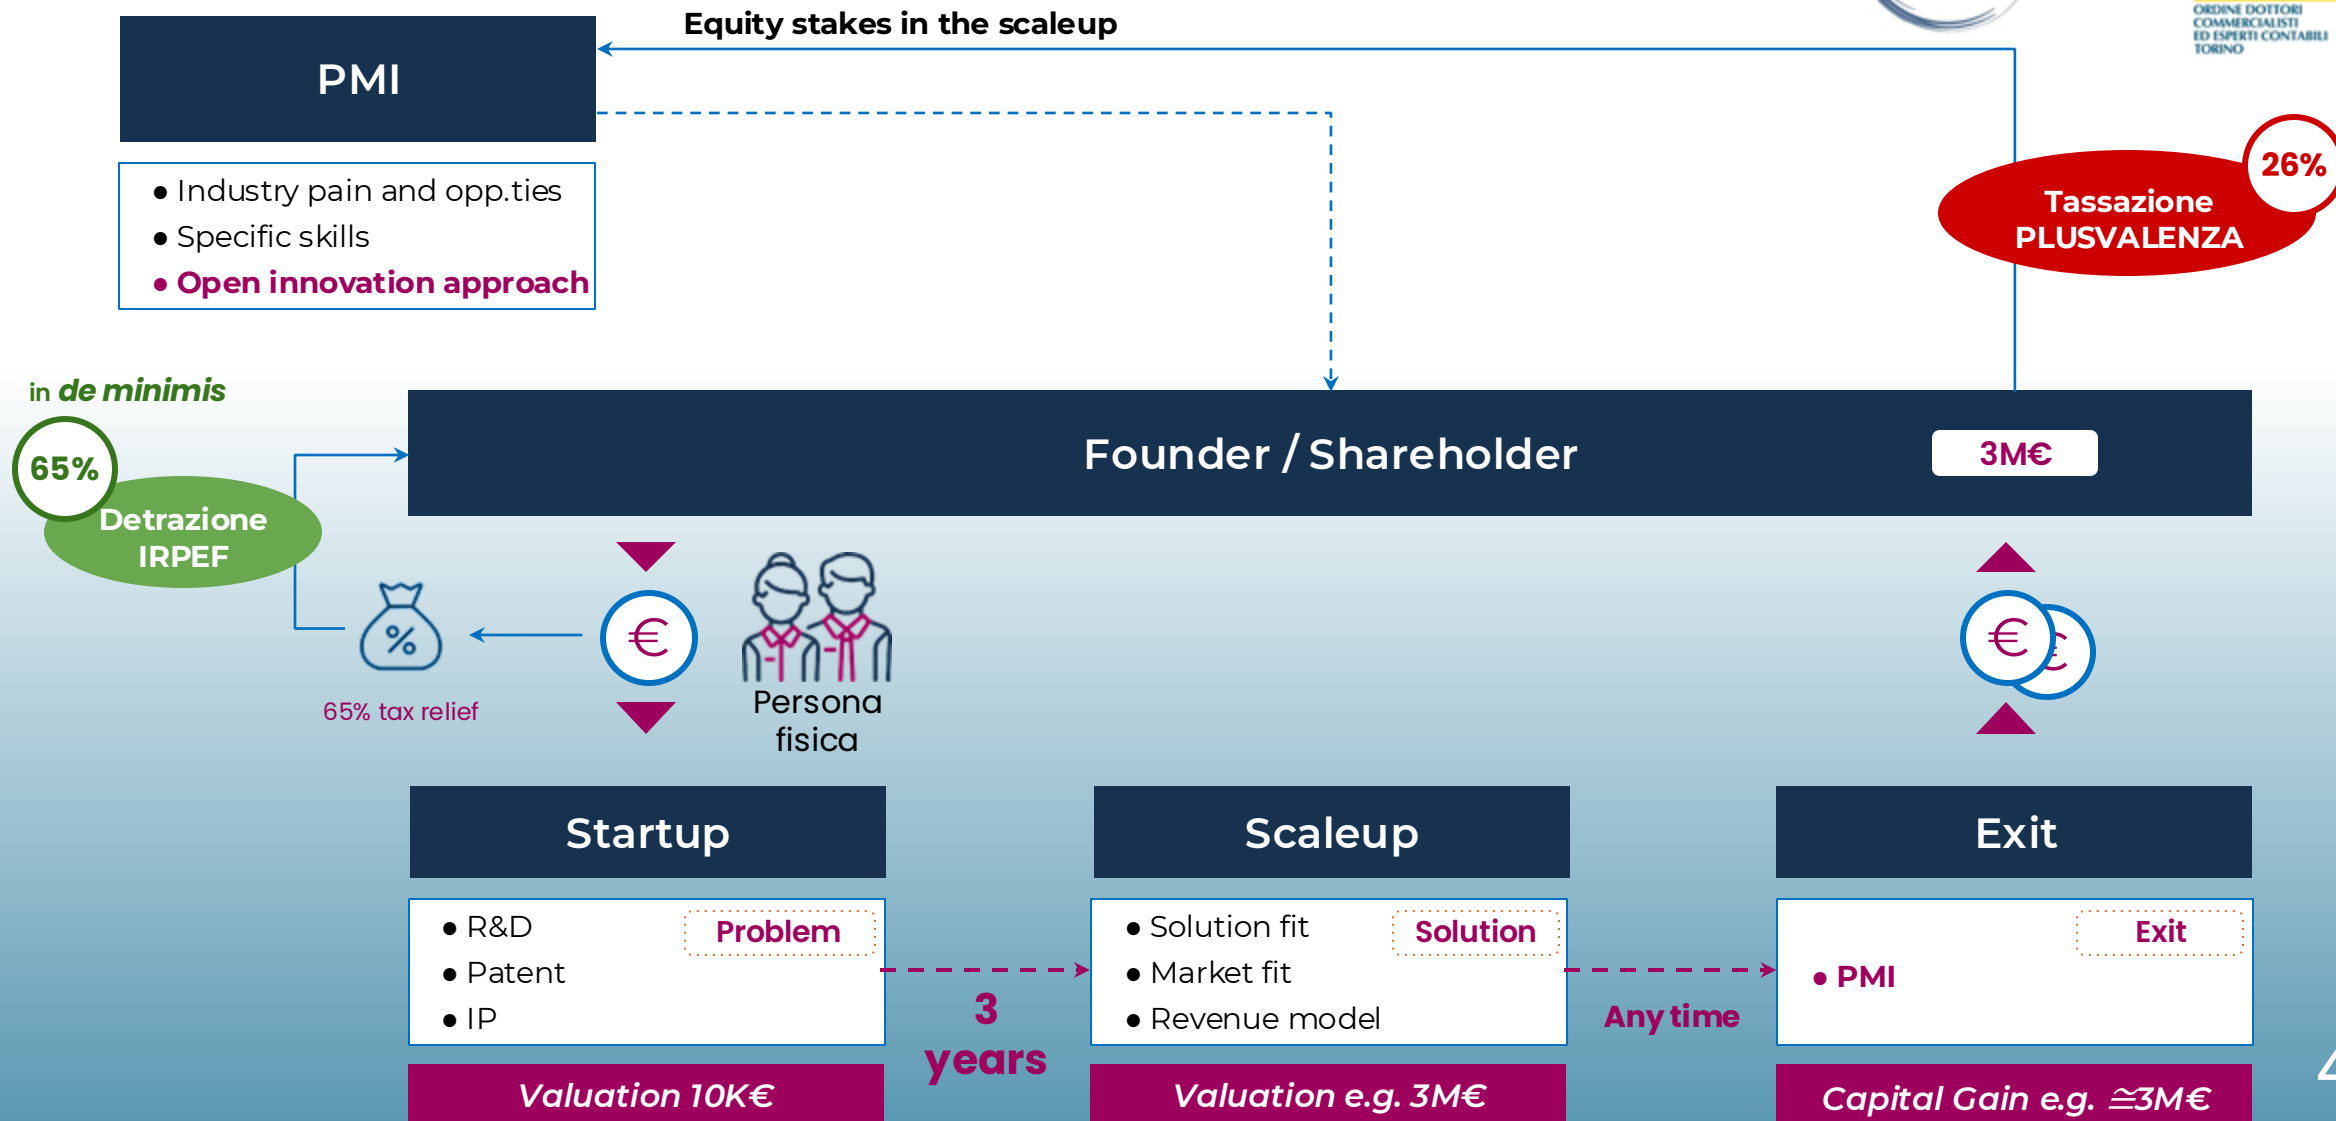 Equity stakes in the scaleup
ORDINE DOTTORI
COMMERCIALISTI
ED ESPERTI CONTABILI
TORINO
PMI
● Industry pain and opp.ties
● Specific skills
● Open innovation approach
26%
Tassazione
PLUSVALENZA
in de minimis
65%
Detrazione
IRPEF
Founder / Shareholder
3M€
%
€
€
€
65% tax relief
Persona
fisica
Startup
Scaleup
Exit
● R&D
● Patent
● IP
Problem
3
years
● Solution fit
● Market fit
● Revenue model
Solution
Any time
Exit
● PMI
Valuation 10K€
Valuation e.g. 3M€
Capital Gain e.g. ≅3M€